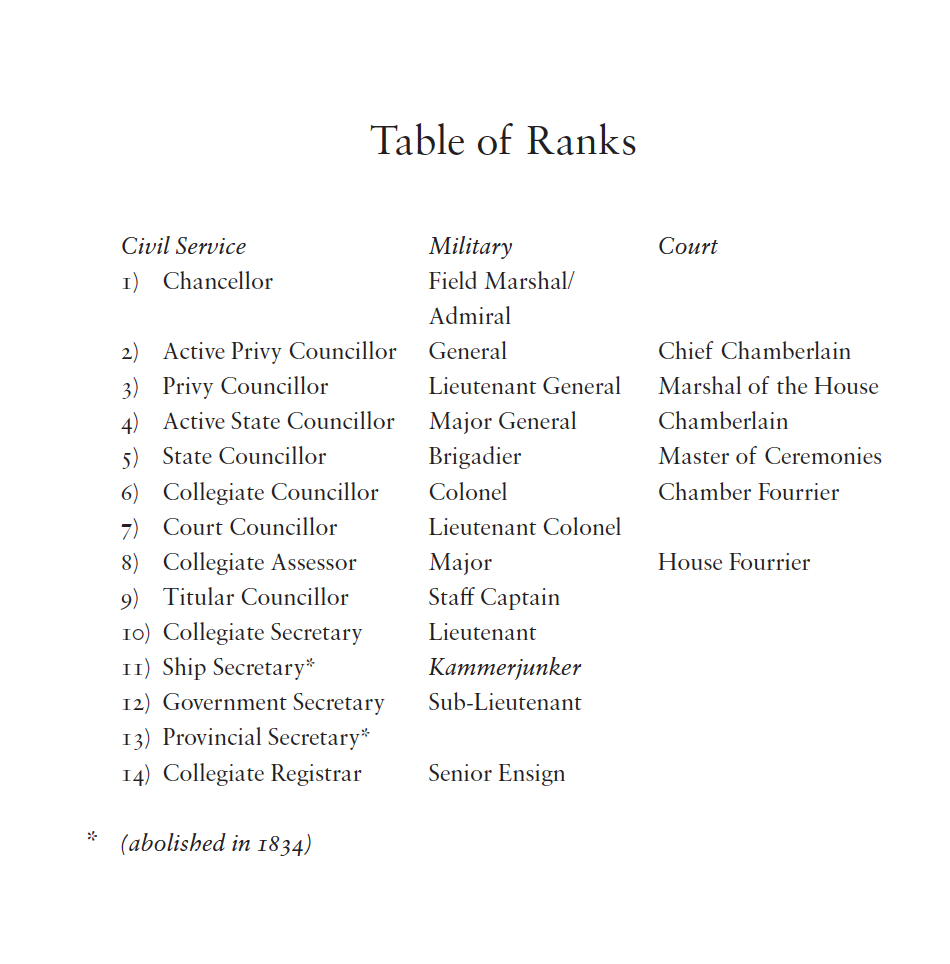 Table of Ranks
Civil Service Military Court
1) Chancellor Field Marshal/
Admiral
2) Active Privy Councillor General Chief Chamberlain
3) Privy Councillor Lieutenant General Marshal of the House
4) Active State Councillor Major General Chamberlain
5) State Councillor Brigadier Master of Ceremonies
6) Collegiate Councillor Colonel Chamber Fourrier
7) Court Councillor Lieutenant Colonel
8) Collegiate Assessor Major House Fourrier
9) Titular Councillor Staff Captain
10) Collegiate Secretary Lieutenant
11) Ship Secretary* Kammerjunker
12) Government Secretary Sub-Lieutenant
13) Provincial Secretary*
14) Collegiate Registrar Senior Ensign
* (abolished in 1834)